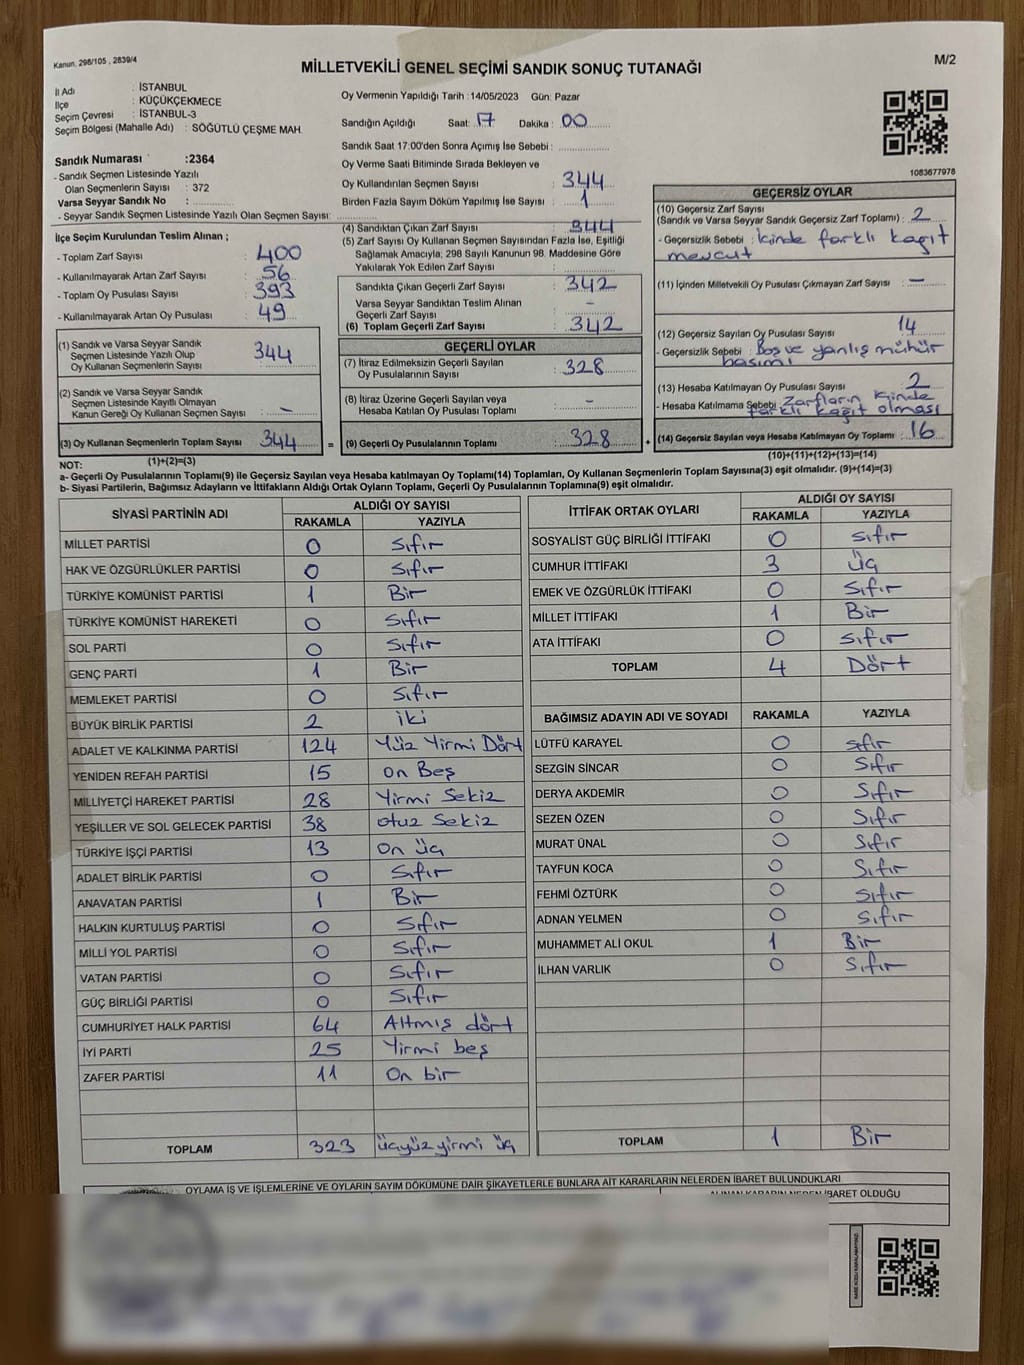 Kanun, 298/105 , 2839/4
MİLLETVEKİLİ GENEL SEÇİMİ SANDIK SONUÇ TUTANAĞI
M/2
İl Adı : İSTANBUL
İlçe : KÜÇÜKÇEKMECE
Seçim Çevresi : İSTANBUL-3
Seçim Bölgesi (Mahalle Adı) : SÖĞÜTLÜ ÇEŞME MAH.
Sandık Numarası :2364
- Sandık Seçmen Listesinde Yazılı
Olan Seçmenlerin Sayısı : 372
Varsa Seyyar Sandık No :
- Seyyar Sandık Seçmen Listesinde Yazılı Olan Seçmen Sayısı:
İlçe Seçim Kurulundan Teslim Alınan ;
- Toplam Zarf Sayısı : 400
- Kullanılmayarak Artan Zarf Sayısı : 56
- Toplam Oy Pusulası Sayısı : 393
- Kullanılmayarak Artan Oy Pusulası : 49
(1) Sandık ve Varsa Seyyar Sandık
Seçmen Listesinde Yazılı Olup
Oy Kullanan Seçmenlerin Sayısı : 344
(2) Sandık ve Varsa Seyyar Sandık
Seçmen Listesinde Kayıtlı Olmayan
Kanun Gereği Oy Kullanan Seçmen Sayısı : -
(3) Oy Kullanan Seçmenlerin Toplam Sayısı : 344 =
(1)+(2)=(3)
Oy Vermenin Yapıldığı Tarih :14/05/2023 Gün: Pazar
Sandığın Açıldığı Saat: 17 Dakika : 00
Sandık Saat 17:00'den Sonra Açımış İse Sebebi :
Oy Verme Saati Bitiminde Sırada Bekleyen ve
Oy Kullandırılan Seçmen Sayısı : 344
Birden Fazla Sayım Döküm Yapılmış İse Sayısı : 1
(4) Sandıktan Çıkan Zarf Sayısı : 344
(5) Zarf Sayısı Oy Kullanan Seçmen Sayısından Fazla İse, Eşitliği
Sağlamak Amacıyla; 298 Sayılı Kanunun 98. Maddesine Göre
Yakılarak Yok Edilen Zarf Sayısı :
Sandıkta Çıkan Geçerli Zarf Sayısı : 342
Varsa Seyyar Sandıktan Teslim Alınan
Geçerli Zarf Sayısı : -
(6) Toplam Geçerli Zarf Sayısı : 342
GEÇERLİ OYLAR
(7) İtiraz Edilmeksizin Geçerli Sayılan
Oy Pusulalarının Sayısı : 328
(8) İtiraz Üzerine Geçerli Sayılan veya
Hesaba Katılan Oy Pusulası Toplamı : -
(9) Geçerli Oy Pusulalarının Toplamı : 328 +
1083677978
GEÇERSİZ OYLAR
(10) Geçersiz Zarf Sayısı
(Sandık ve Varsa Seyyar Sandık Geçersiz Zarf Toplamı) : 2
- Geçersizlik Sebebi : içinde farklı kağıt
mevcut
(11) İçinden Milletvekili Oy Pusulası Çıkmayan Zarf Sayısı : -
(12) Geçersiz Sayılan Oy Pusulası Sayısı : 14
- Geçersizlik Sebebi : Boş ve yanlış mühür
basımı
(13) Hesaba Katılmayan Oy Pusulası Sayısı : 2
- Hesaba Katılmama Sebebi: Zarfların içinde
farklı kağıt olması
(14) Geçersiz Sayılan veya Hesaba Katılmayan Oy Toplamı : 16
(10)+(11)+(12)+(13)=(14)
NOT:
a- Geçerli Oy Pusulalarının Toplamı(9) ile Geçersiz Sayılan veya Hesaba katılmayan Oy Toplamı(14) Toplamları, Oy Kullanan Seçmenlerin Toplam Sayısına(3) eşit olmalıdır. (9)+(14)=(3)
b- Siyasi Partilerin, Bağımsız Adayların ve İttifakların Aldığı Ortak Oyların Toplamı, Geçerli Oy Pusulalarının Toplamına(9) eşit olmalıdır.
SİYASİ PARTİNİN ADI ALDIĞI OY SAYISI
RAKAMLA YAZIYLA
MİLLET PARTİSİ 0 Sıfır
HAK VE ÖZGÜRLÜKLER PARTİSİ 0 Sıfır
TÜRKİYE KOMÜNİST PARTİSİ 1 Bir
TÜRKİYE KOMÜNİST HAREKETİ 0 Sıfır
SOL PARTİ 0 Sıfır
GENÇ PARTİ 1 Bir
MEMLEKET PARTİSİ 0 Sıfır
BÜYÜK BİRLİK PARTİSİ 2 iki
ADALET VE KALKINMA PARTİSİ 124 Yüz Yirmi Dört
YENİDEN REFAH PARTİSİ 15 on Beş
MİLLİYETÇİ HAREKET PARTİSİ 28 Yirmi Sekiz
YEŞİLLER VE SOL GELECEK PARTİSİ 38 otuz Sekiz
TÜRKİYE İŞÇİ PARTİSİ 13 On üç
ADALET BİRLİK PARTİSİ 0 Sıfır
ANAVATAN PARTİSİ 1 Bir
HALKIN KURTULUŞ PARTİSİ 0 Sıfır
MİLLİ YOL PARTİSİ 0 Sıfır
VATAN PARTİSİ 0 Sıfır
GÜÇ BİRLİĞİ PARTİSİ 0 Sıfır
CUMHURİYET HALK PARTİSİ 64 Altmış dört
İYİ PARTİ 25 Yirmi beş
ZAFER PARTİSİ 11 On bir
TOPLAM 323 üçyüz yirmi üç
İTTİFAK ORTAK OYLARI ALDIĞI OY SAYISI
RAKAMLA YAZIYLA
SOSYALİST GÜÇ BİRLİĞİ İTTİFAKI 0 Sıfır
CUMHUR İTTİFAKI 3 Üç
EMEK VE ÖZGÜRLÜK İTTİFAKI 0 Sıfır
MİLLET İTTİFAKI 1 Bir
ATA İTTİFAKI 0 Sıfır
TOPLAM 4 Dört
BAĞIMSIZ ADAYIN ADI VE SOYADI RAKAMLA YAZIYLA
LÜTFÜ KARAYEL 0 sıfır
SEZGİN SİNCAR 0 Sıfır
DERYA AKDEMİR 0 Sıfır
SEZEN ÖZEN 0 Sıfır
MURAT ÜNAL 0 Sıfır
TAYFUN KOCA 0 Sıfır
FEHMİ ÖZTÜRK 0 Sıfır
ADNAN YELMEN 0 Sıfır
MUHAMMET ALİ OKUL 1 Bir
İLHAN VARLIK 0 Sıfır
TOPLAM 1 Bir
OYLAMA İŞ VE İŞLEMLERİNE VE OYLARIN SAYIM DÖKÜMÜNE DAİR ŞİKAYETLERLE BUNLARA AİT KARARLARIN NELERDEN İBARET BULUNDUKLARI
ALINAN KARARIN NEDEN İBARET OLDUĞU